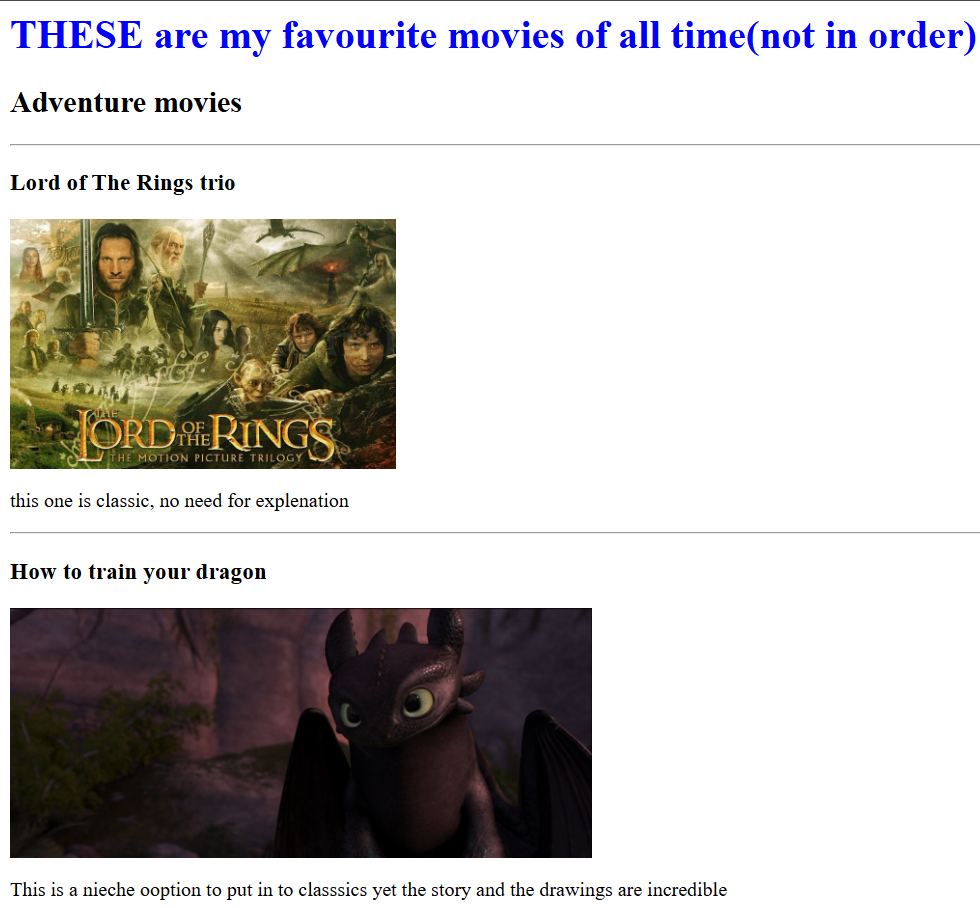 THESE are my favourite movies of all time(not in order)
Adventure movies
Lord of The Rings trio
THE
LORD OF THE RINGS
THE MOTION PICTURE TRILOGY
this one is classic, no need for explenation
How to train your dragon
This is a nieche ooption to put in to classsics yet the story and the drawings are incredible